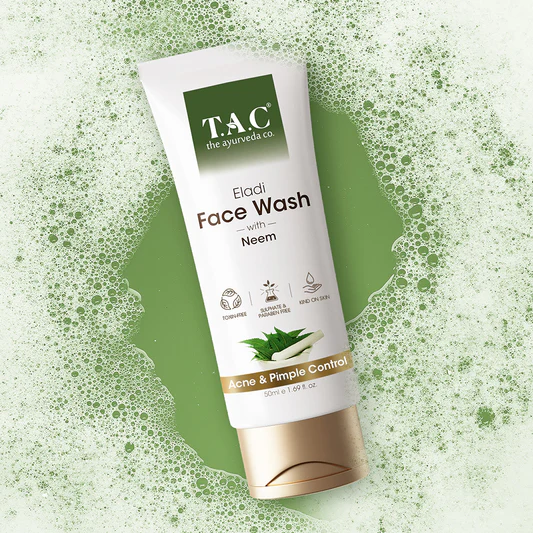 T.A.C®
the ayurveda co.
Eladi
Face Wash
— with —
Neem
TOXIN-FREE
SULPHATE &
PARABEN FREE
KIND ON SKIN
Acne & Pimple Control
50ml e 1.69 fl. oz.